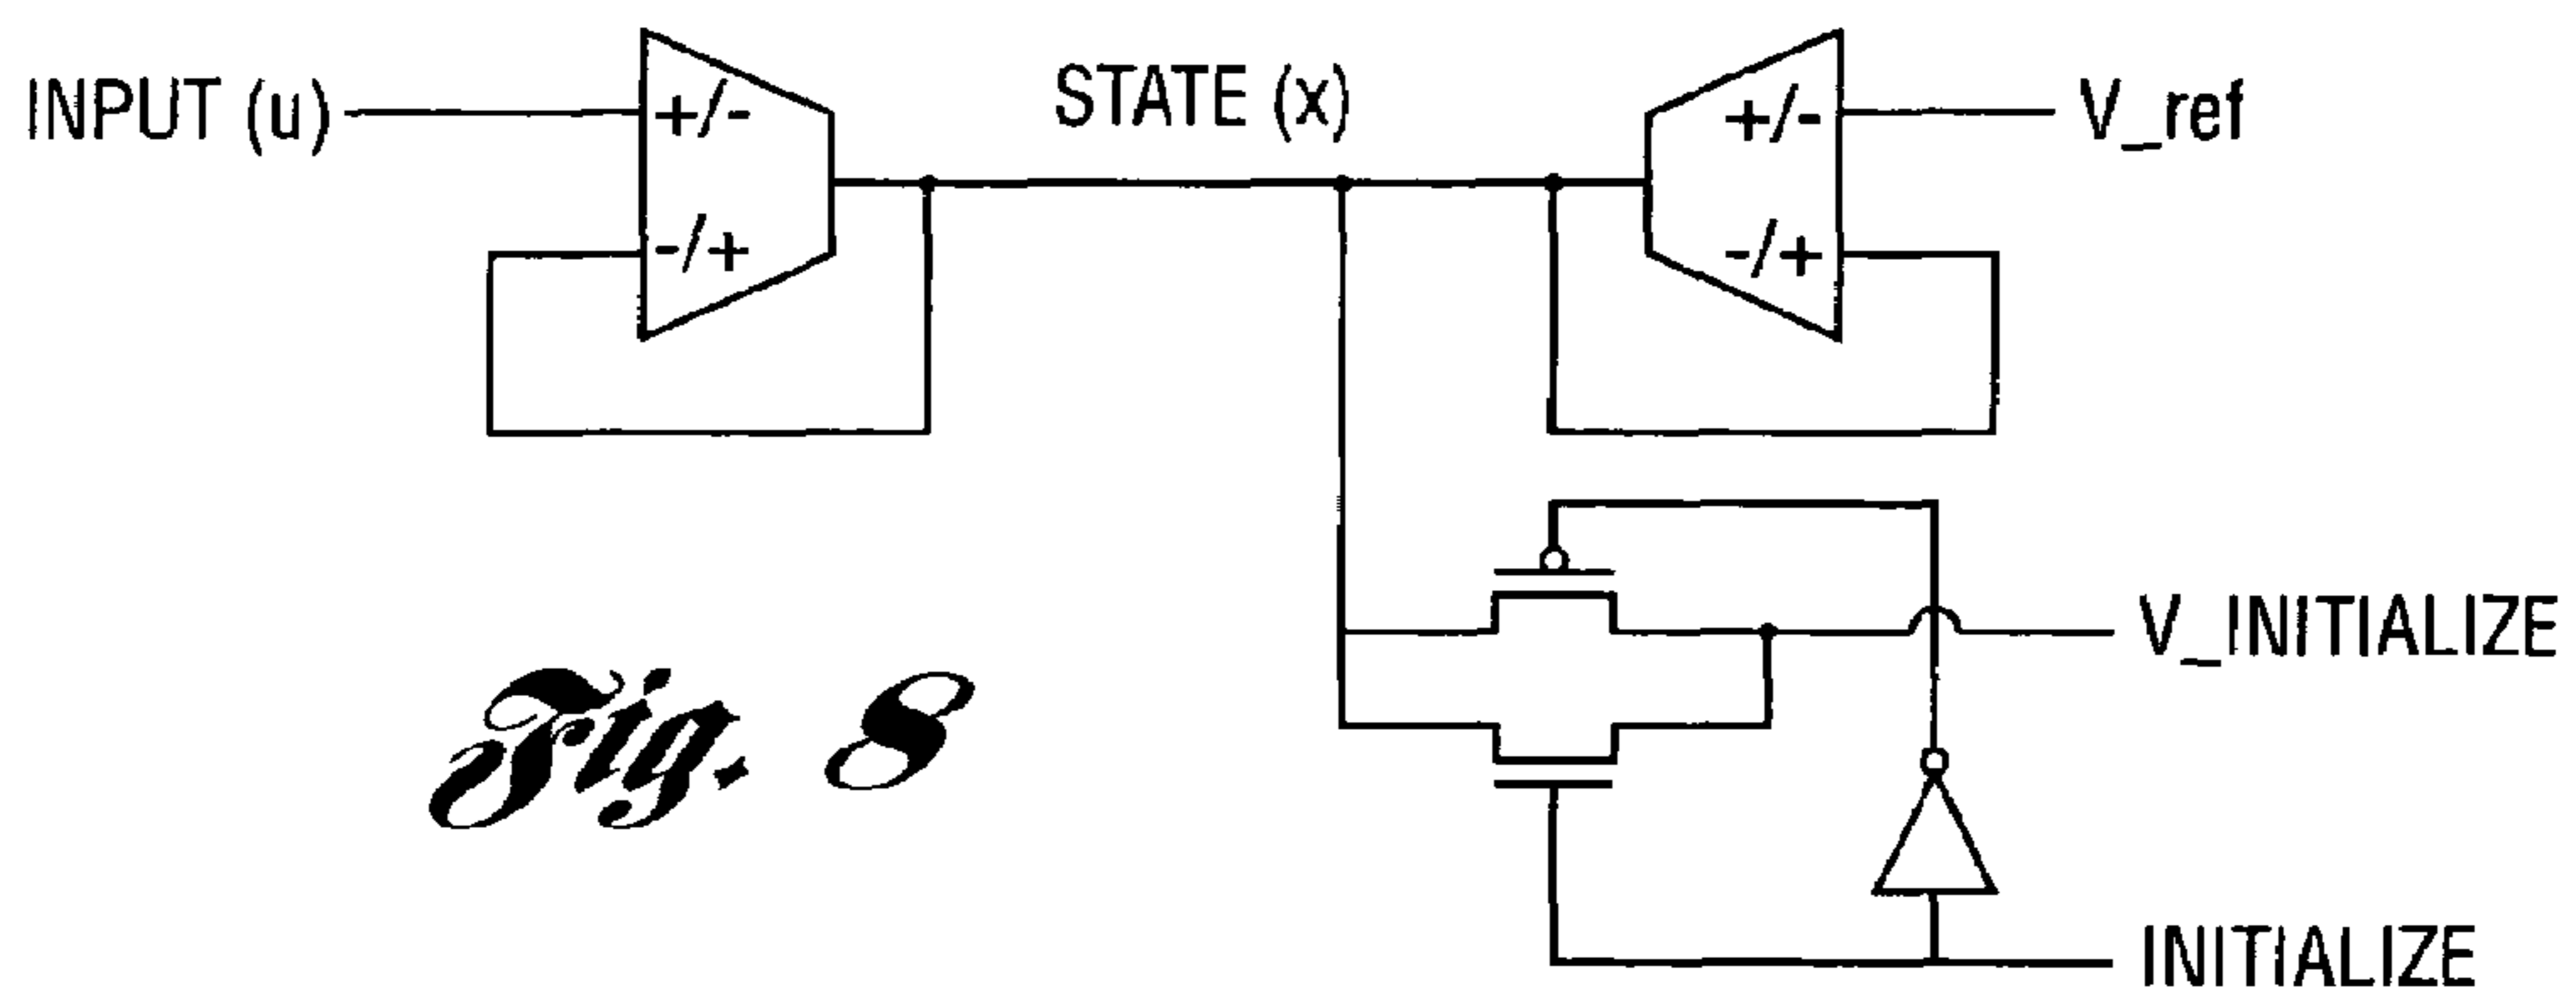 INPUT (u)
+/-
-/+
STATE (x)
+/-
-/+
V_ref
V_INITIALIZE
INITIALIZE
Fig. 8